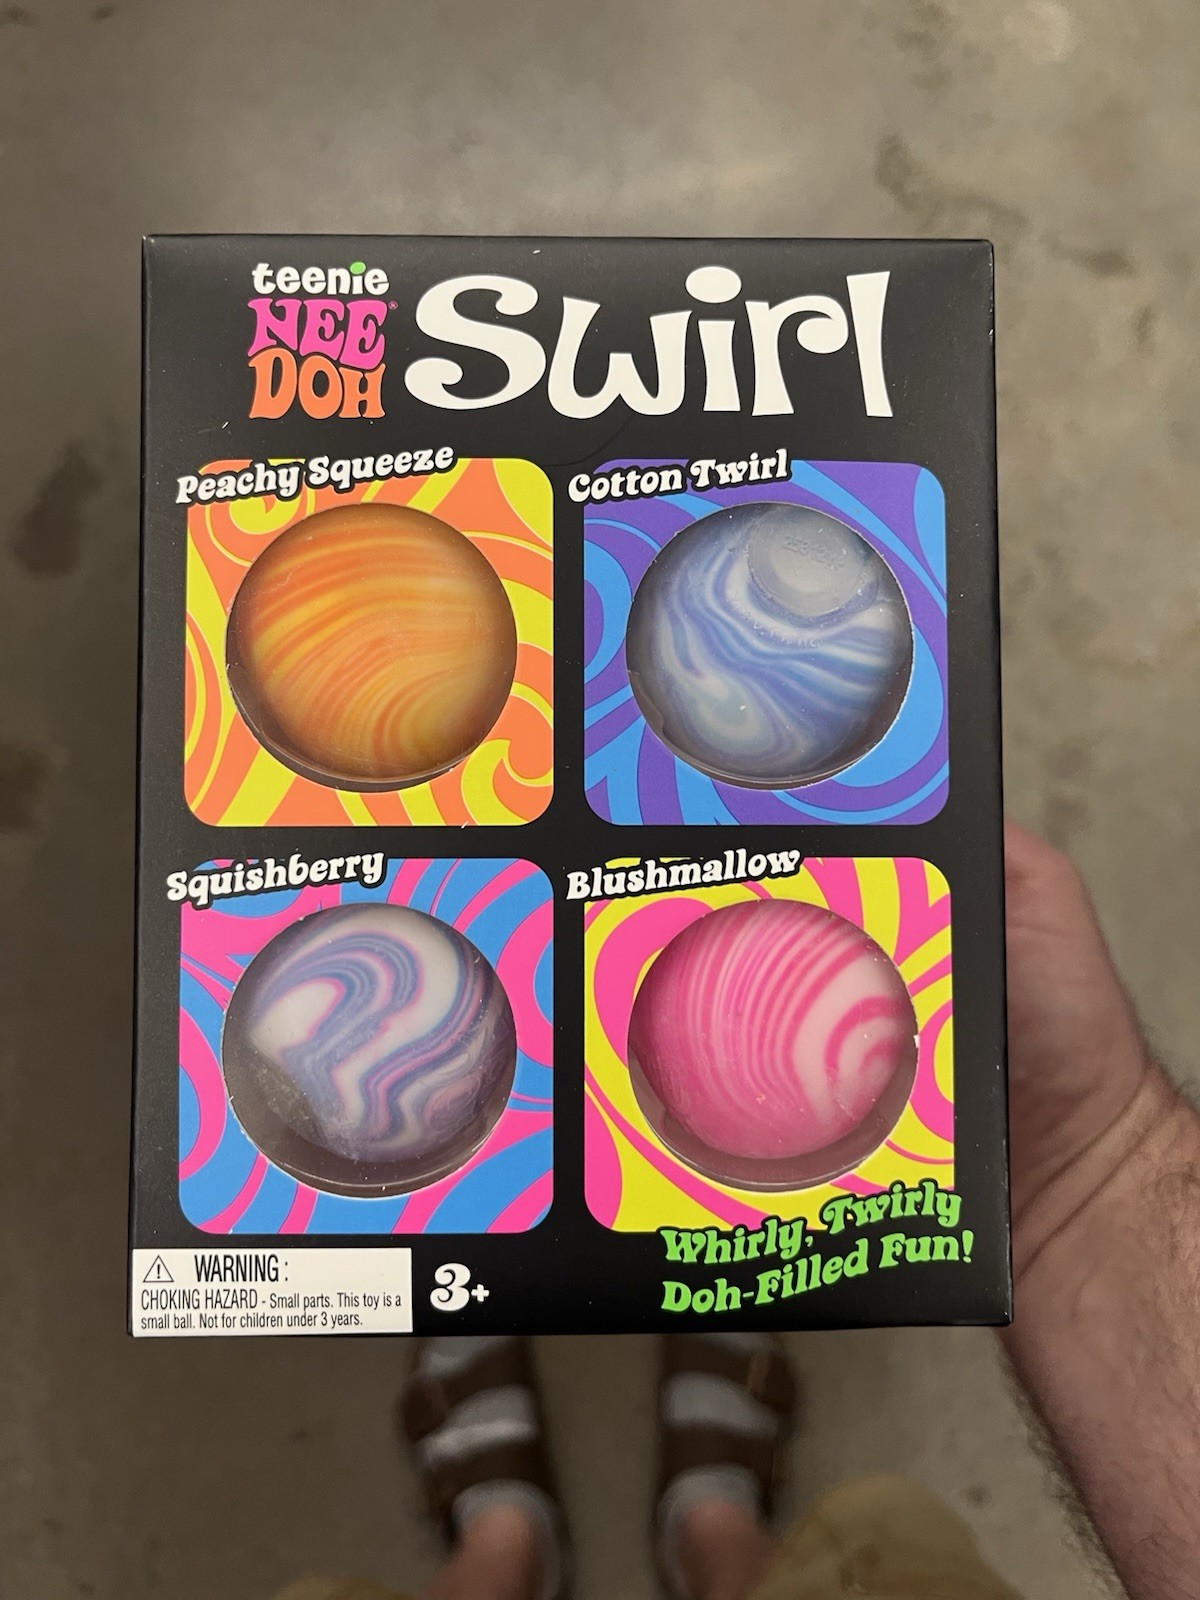 teenie
NEE®
DOH
Swirl
Peachy Squeeze
Cotton Twirl
Squishberry
Blushmallow
Whirly, Twirly
Doh-Filled Fun!
WARNING:
CHOKING HAZARD - Small parts. This toy is a
small ball. Not for children under 3 years.
3+